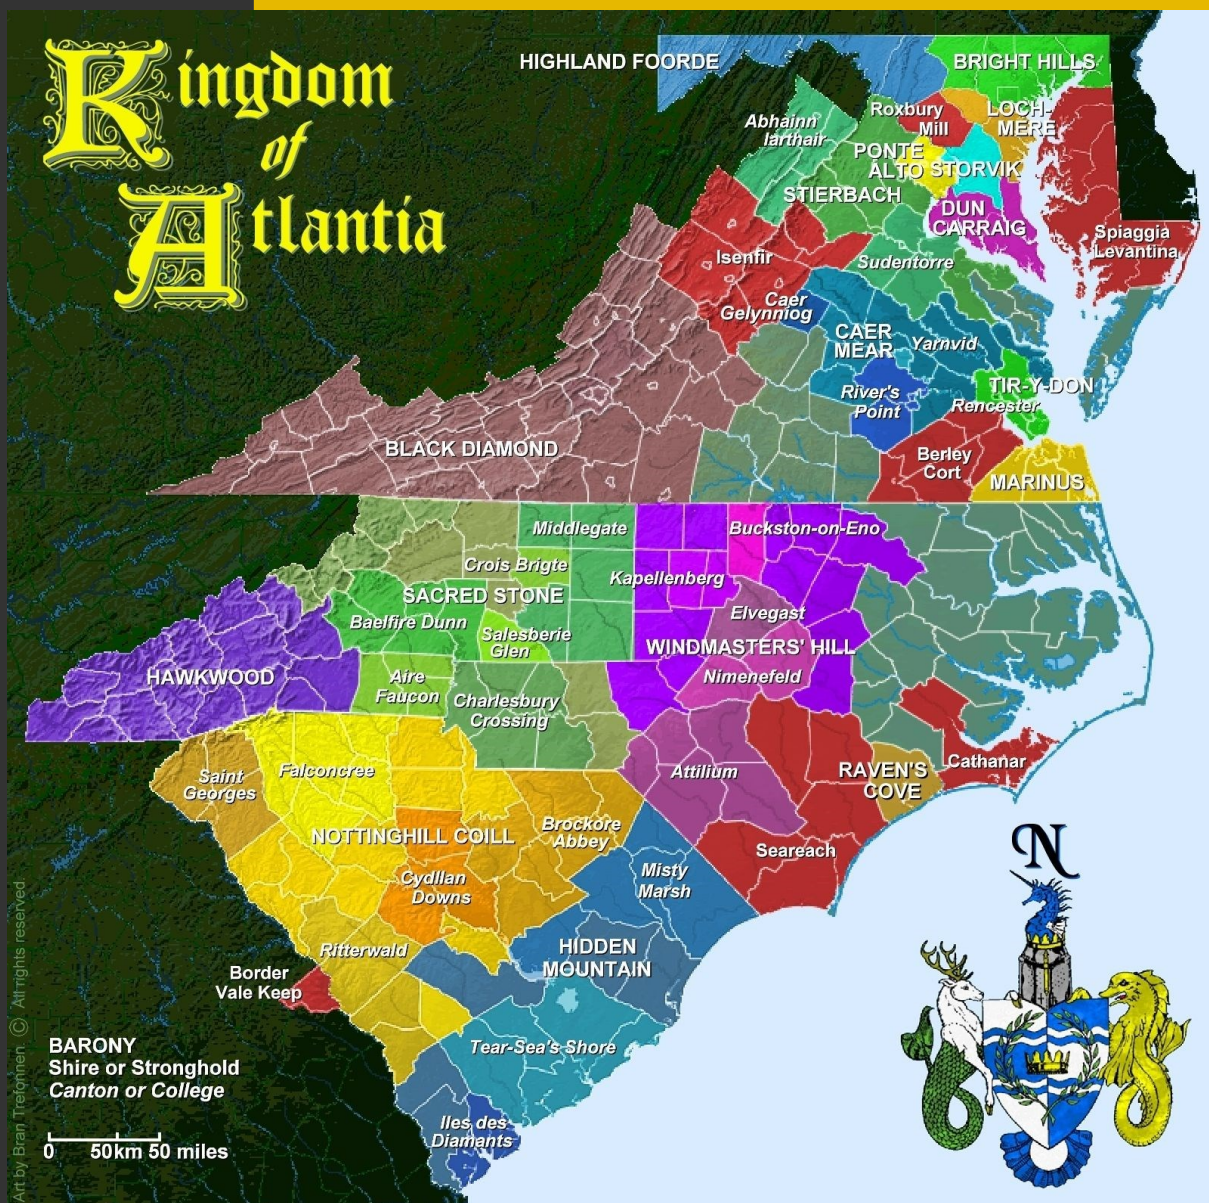 Kingdom
of
Atlantia
HIGHLAND FOORDE
BRIGHT HILLS
Abhainn
Iarthair
Roxbury
Mill
LOCH-
MERE
PONTE
ALTO
STORVIK
STIERBACH
DUN
CARRAIG
Spiaggia
Levantina
Isenfir
Sudentorre
Caer
Gelynniog
CAER
MEAR
Yarnvid
River's
Point
TIR-Y-DON
Rencester
BLACK DIAMOND
Berley
Cort
MARINUS
Middlegate
Buckston-on-Eno
Crois Brigte
Kapellenberg
SACRED STONE
Baelfire Dunn
Elvegast
Salesberie
Glen
WINDMASTERS' HILL
HAWKWOOD
Aire
Faucon
Nimenefeld
Charlesbury
Crossing
Saint
Georges
Falconcree
Attilium
RAVEN'S
COVE
Cathanar
NOTTINGHILL COILL
Brockore
Abbey
Seareach
Cydllan
Downs
Misty
Marsh
N
Ritterwald
HIDDEN
MOUNTAIN
Border
Vale Keep
Tear-Sea's Shore
Iles des
Diamants
BARONY
Shire or Stronghold
Canton or College
0 50km 50 miles
Art by Bran Trefonnen © All rights reserved